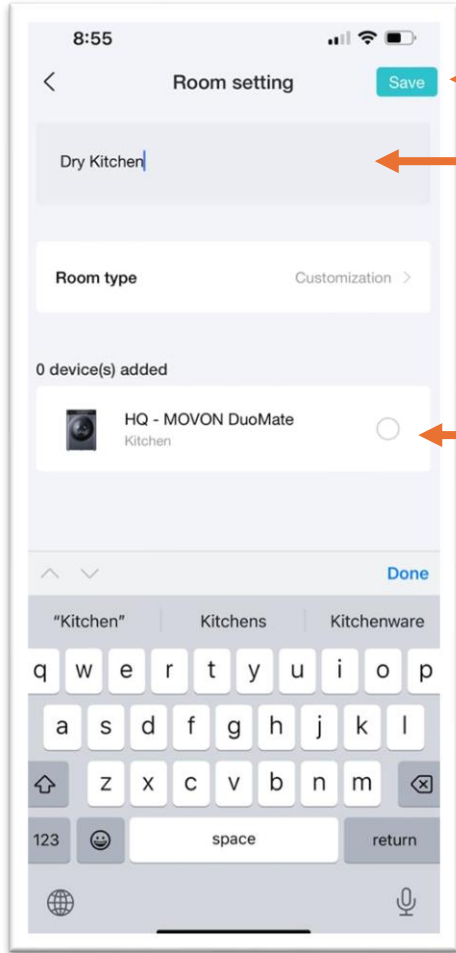 8:55
Room setting
Save
Dry Kitchen
Room type
Customization
0 device(s) added
HQ - MOVON DuoMate
Kitchen
Done
“Kitchen” Kitchens Kitchenware
q w e r t y u i o p
a s d f g h j k l
z x c v b n m
123 space return